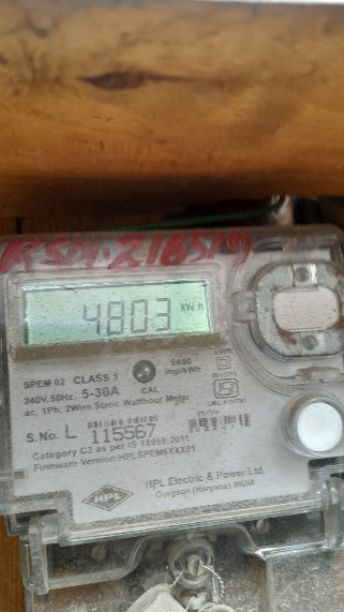 4803 kWh
SPEM 02 CLASS 1
6400 imp/kWh
240V,50Hz. 5-30A CAL
ac, 1Ph, 2Wire Static Watthour Meter
S.No. L 115567
Category C3 as per IS 15959:2011
Firmware Version:HPLSPEM6XXX01
HPL
HPL Electric & Power Ltd.
Gurgaon (Haryana) INDIA